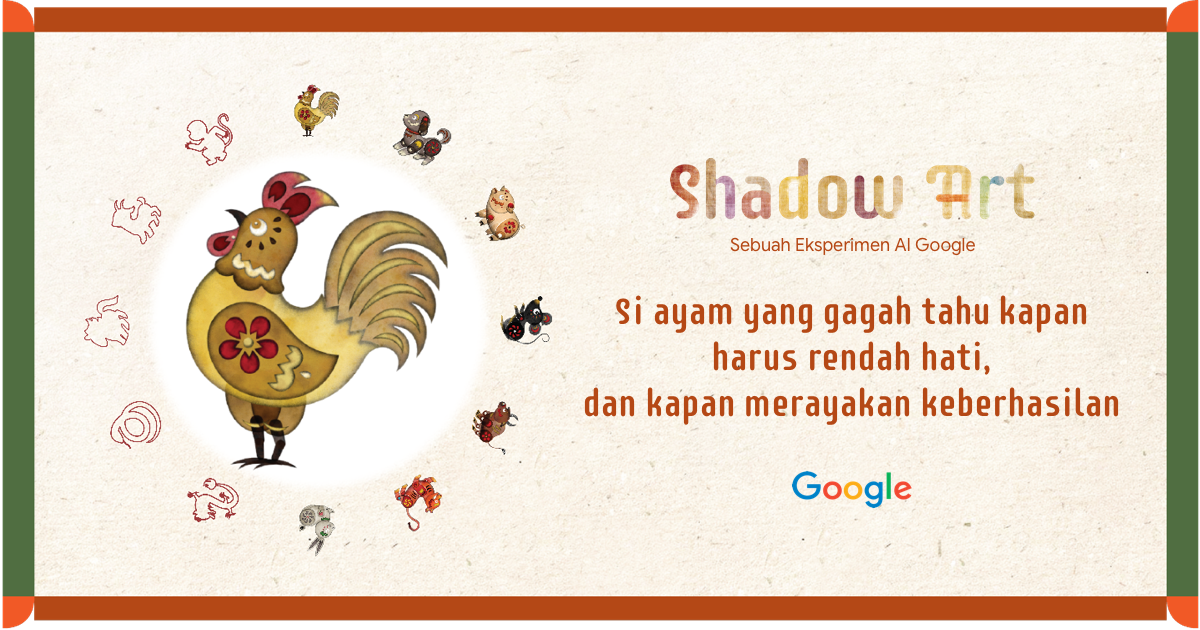 Shadow Art
Sebuah Eksperimen AI Google
Si ayam yang gagah tahu kapan
harus rendah hati,
dan kapan merayakan keberhasilan
Google